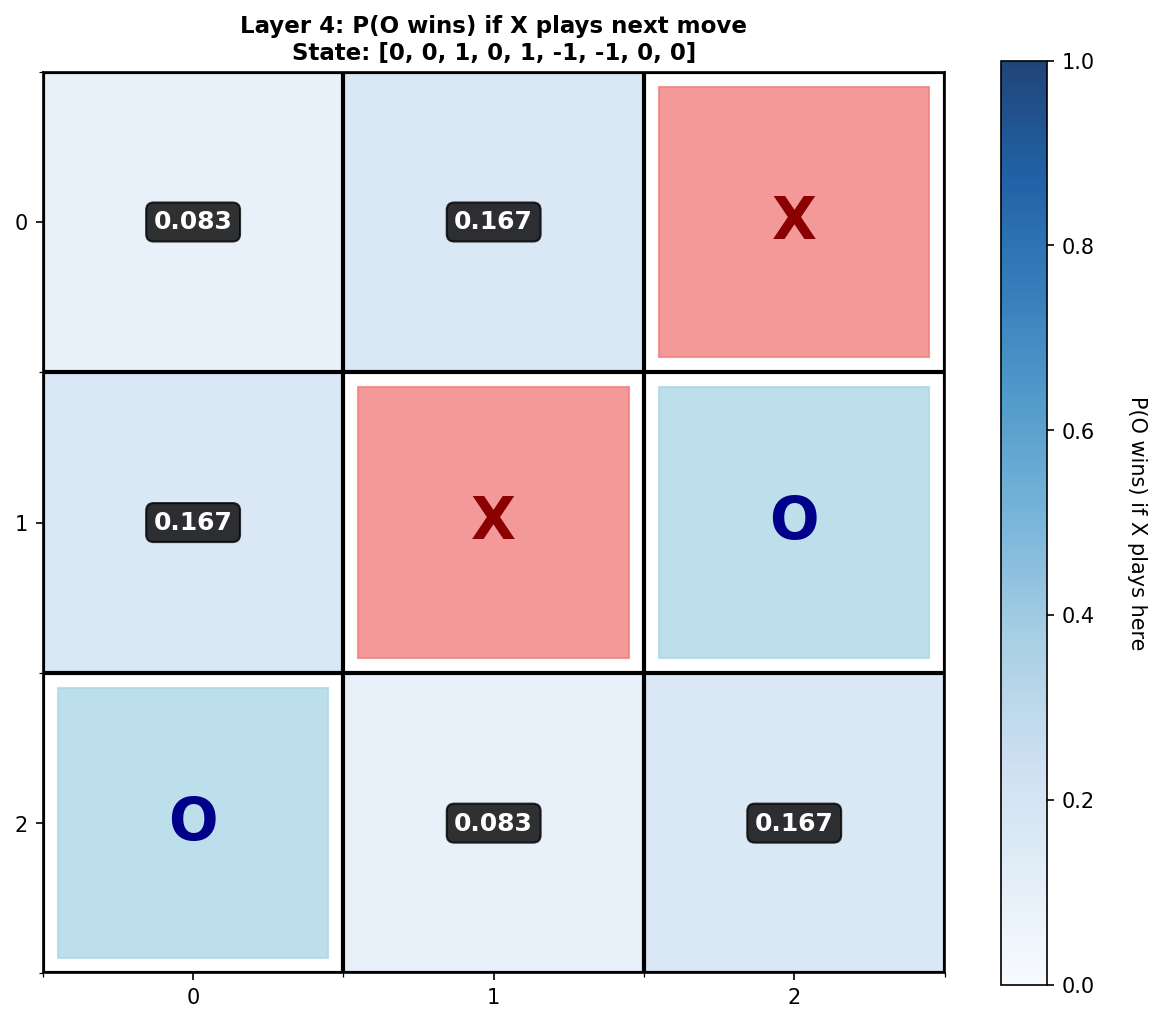 Layer 4: P(O wins) if X plays next move
State: [0, 0, 1, 0, 1, -1, -1, 0, 0]
0
0.083
0.167
X
1
0.167
X
O
2
O
0.083
0.167
0
1
2
1.0
0.8
0.6
0.4
0.2
0.0
P(O wins) if X plays here